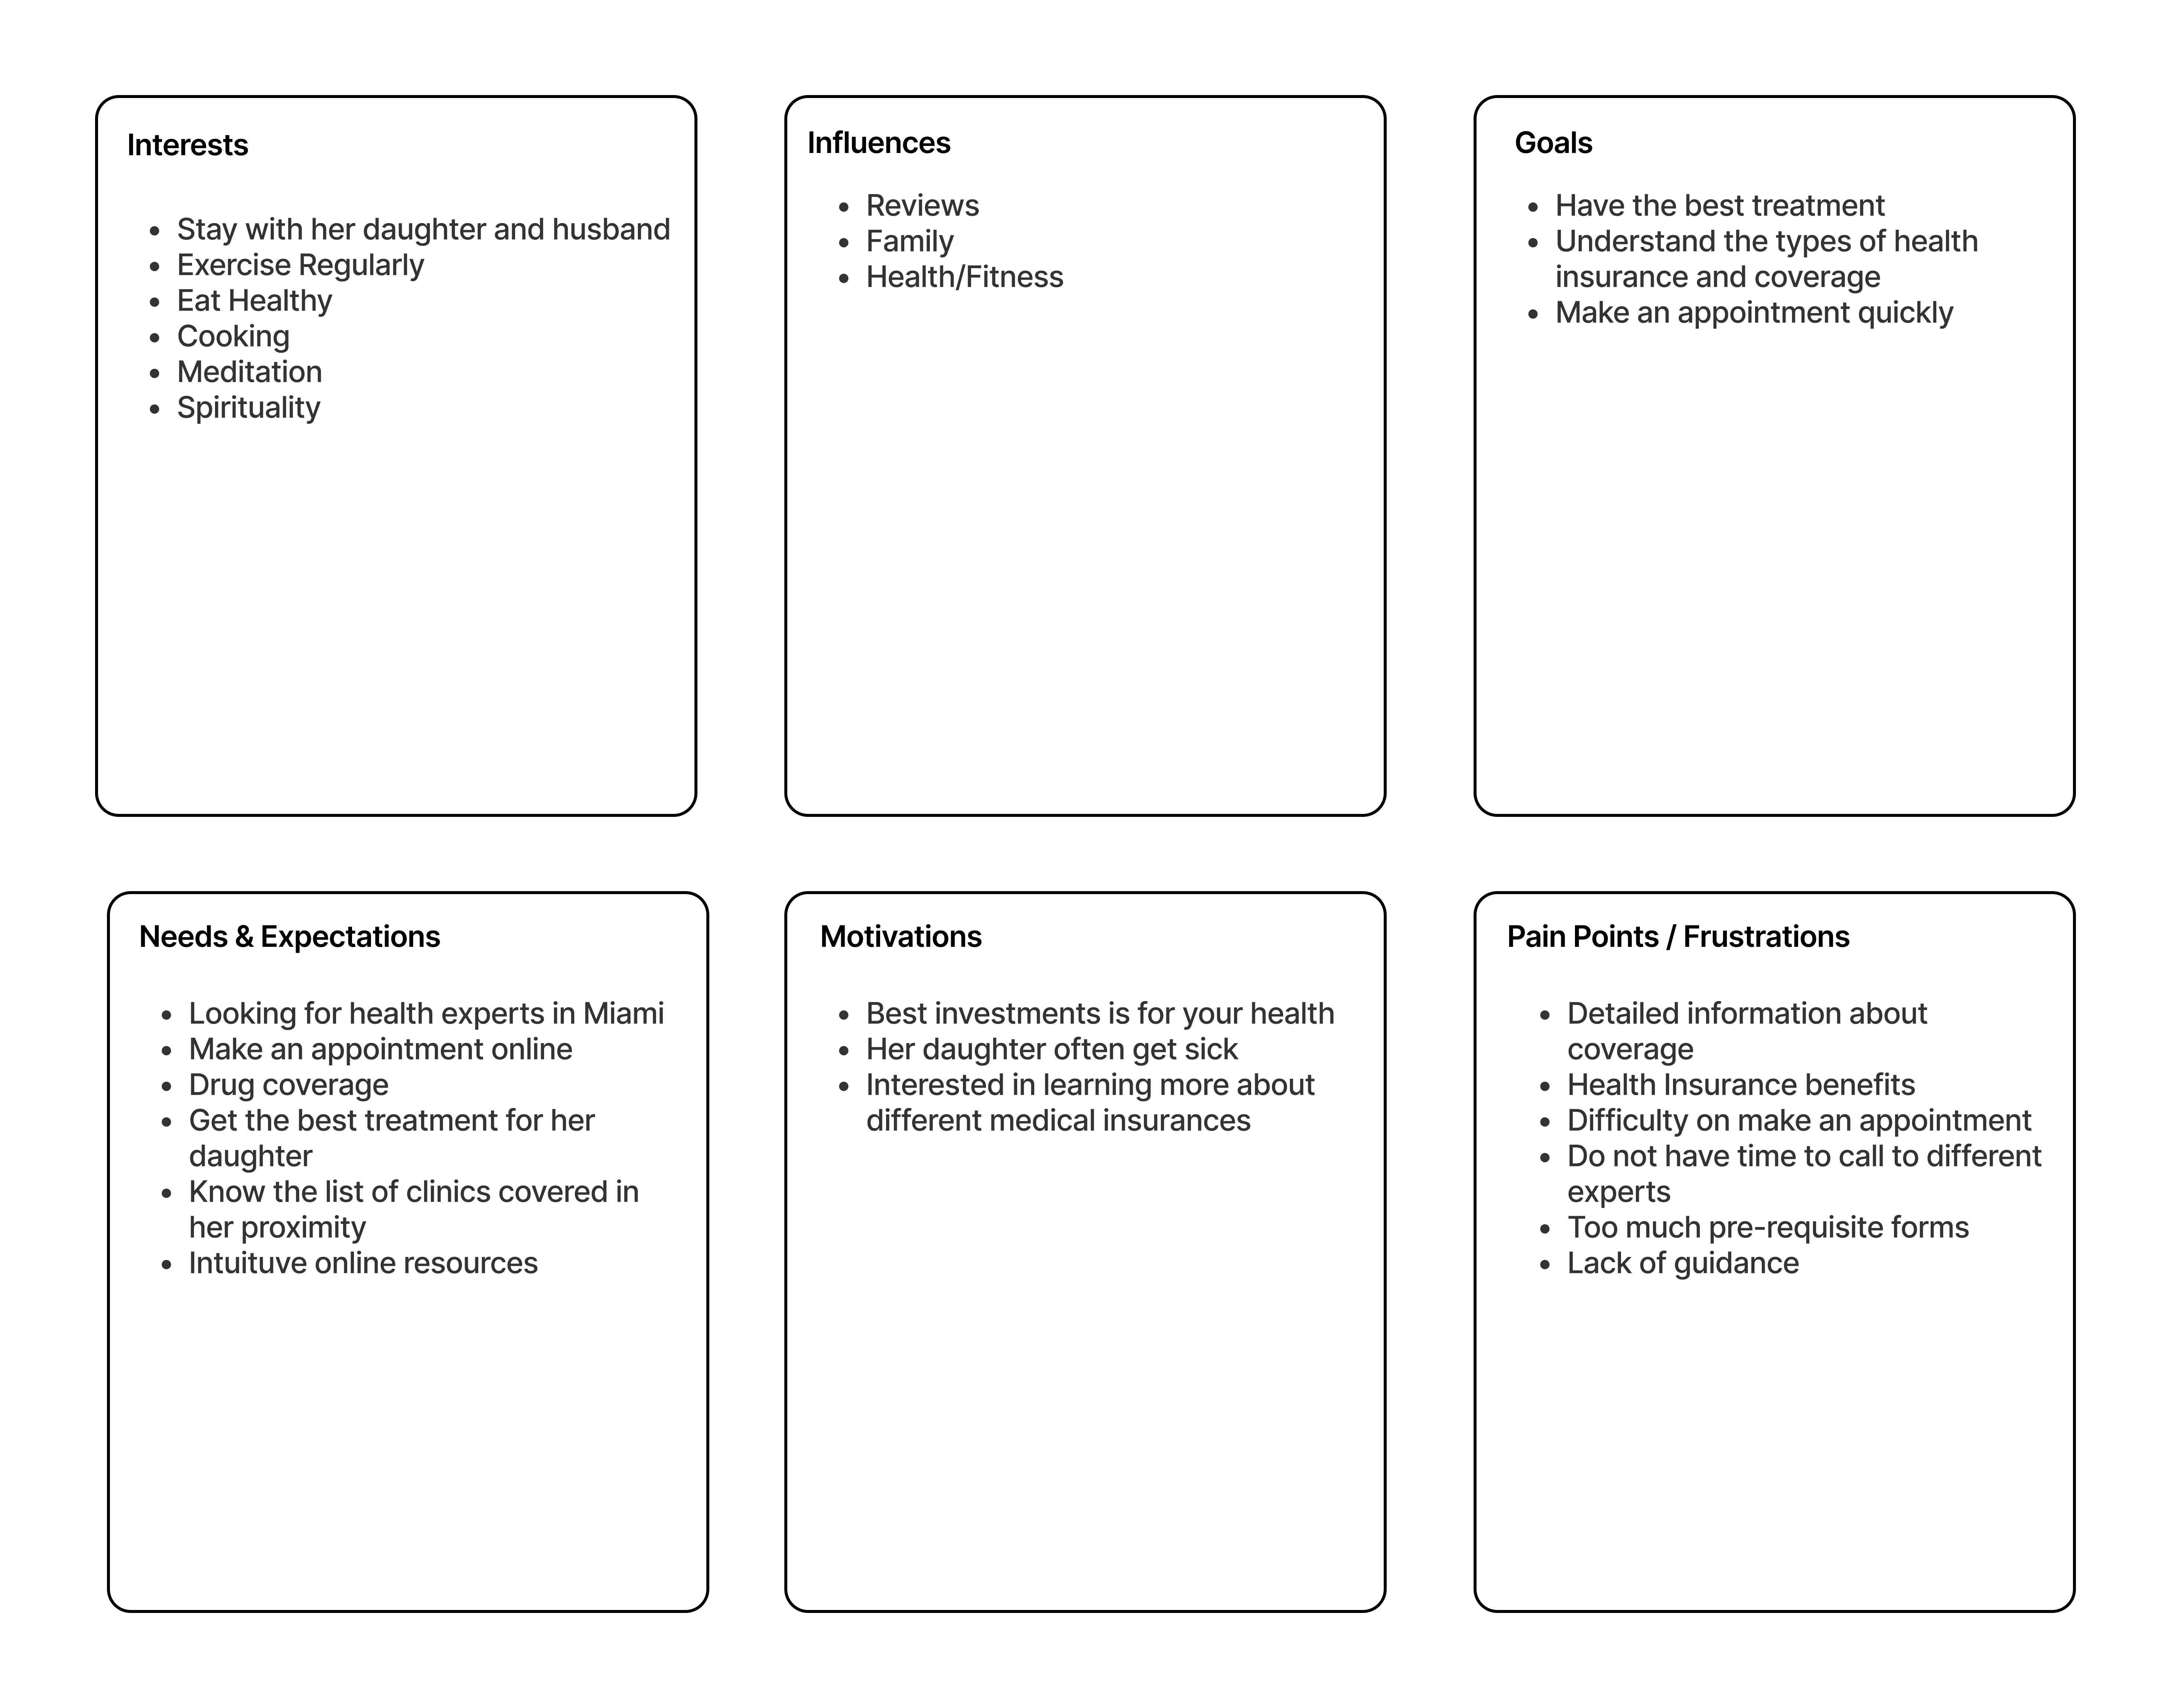 Interests
• Stay with her daughter and husband
• Exercise Regularly
• Eat Healthy
• Cooking
• Meditation
• Spirituality
Influences
• Reviews
• Family
• Health/Fitness
Goals
• Have the best treatment
• Understand the types of health
insurance and coverage
• Make an appointment quickly
Needs & Expectations
• Looking for health experts in Miami
• Make an appointment online
• Drug coverage
• Get the best treatment for her
daughter
• Know the list of clinics covered in
her proximity
• Intuituve online resources
Motivations
• Best investments is for your health
• Her daughter often get sick
• Interested in learning more about
different medical insurances
Pain Points / Frustrations
• Detailed information about
coverage
• Health Insurance benefits
• Difficulty on make an appointment
• Do not have time to call to different
experts
• Too much pre-requisite forms
• Lack of guidance